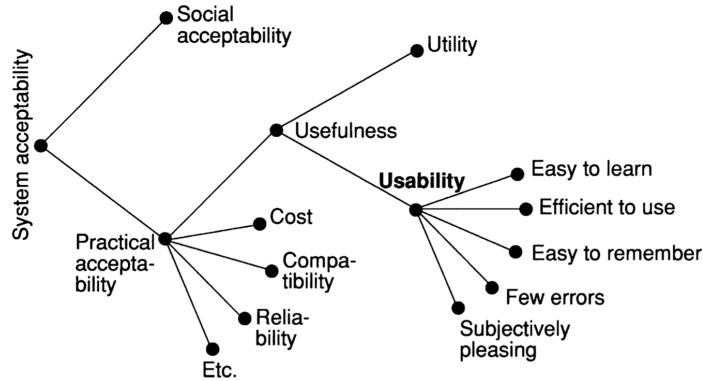 System acceptability
Social
acceptability
Practical
accepta-
bility
Usefulness
Cost
Compa-
tibility
Relia-
bility
Etc.
Utility
Usability
Easy to learn
Efficient to use
Easy to remember
Few errors
Subjectively
pleasing